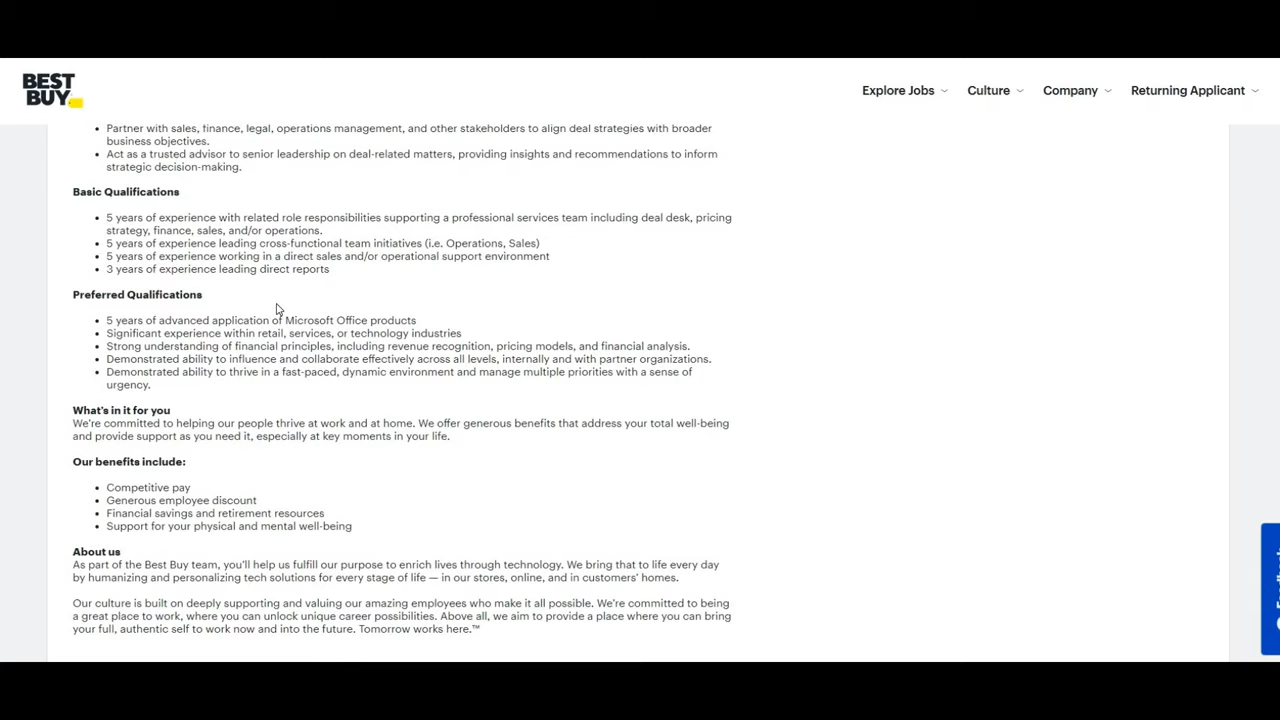 BEST
BUY
Explore Jobs
Culture
Company
Returning Applicant
• Partner with sales, finance, legal, operations management, and other stakeholders to align deal strategies with broader
business objectives.
• Act as a trusted advisor to senior leadership on deal-related matters, providing insights and recommendations to inform
strategic decision-making.
Basic Qualifications
• 5 years of experience with related role responsibilities supporting a professional services team including deal desk, pricing
strategy, finance, sales, and/or operations.
• 5 years of experience leading cross-functional team initiatives (i.e. Operations, Sales)
• 5 years of experience working in a direct sales and/or operational support environment
• 3 years of experience leading direct reports
Preferred Qualifications
• 5 years of advanced application of Microsoft Office products
• Significant experience within retail, services, or technology industries
• Strong understanding of financial principles, including revenue recognition, pricing models, and financial analysis.
• Demonstrated ability to influence and collaborate effectively across all levels, internally and with partner organizations.
• Demonstrated ability to thrive in a fast-paced, dynamic environment and manage multiple priorities with a sense of
urgency.
What's in it for you
We're committed to helping our people thrive at work and at home. We offer generous benefits that address your total well-being
and provide support as you need it, especially at key moments in your life.
Our benefits include:
• Competitive pay
• Generous employee discount
• Financial savings and retirement resources
• Support for your physical and mental well-being
About us
As part of the Best Buy team, you'll help us fulfill our purpose to enrich lives through technology. We bring that to life every day
by humanizing and personalizing tech solutions for every stage of life — in our stores, online, and in customers' homes.
Our culture is built on deeply supporting and valuing our amazing employees who make it all possible. We're committed to being
a great place to work, where you can unlock unique career possibilities. Above all, we aim to provide a place where you can bring
your full, authentic self to work now and into the future. Tomorrow works here.™